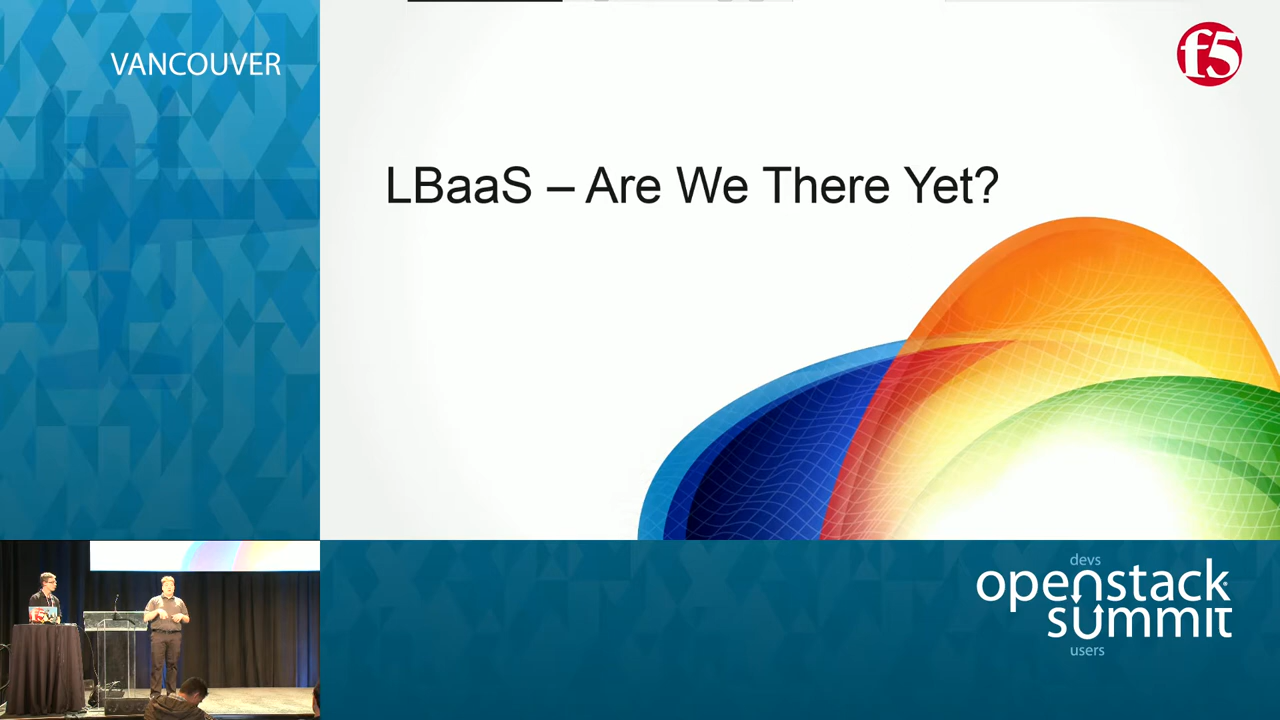 VANCOUVER
f5
LBaaS – Are We There Yet?
devs
openstack
summit
users